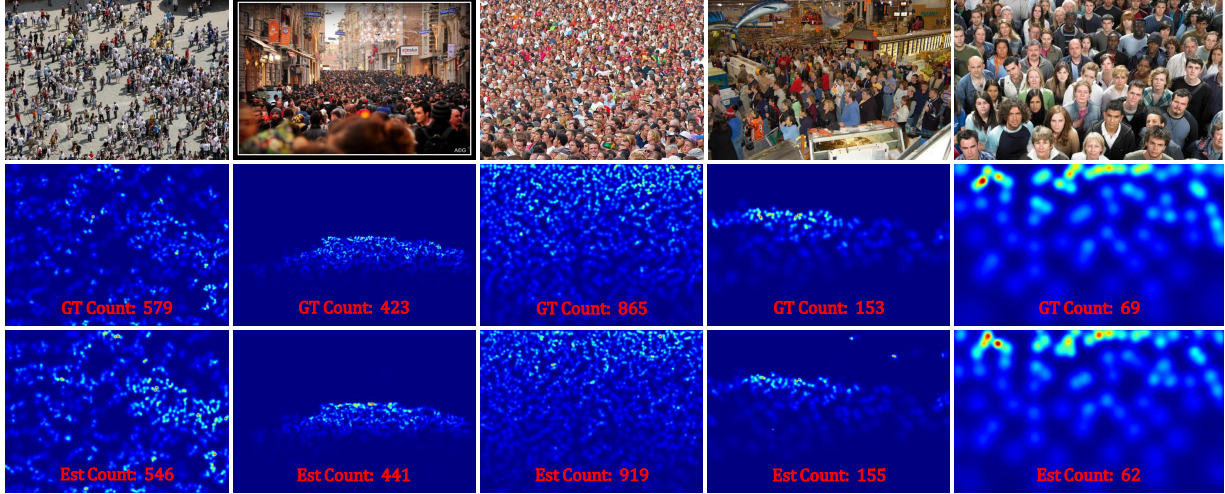 ADG
GT Count: 579
GT Count: 423
GT Count: 865
GT Count: 153
GT Count: 69
Est Count: 546
Est Count: 441
Est Count: 919
Est Count: 155
Est Count: 62